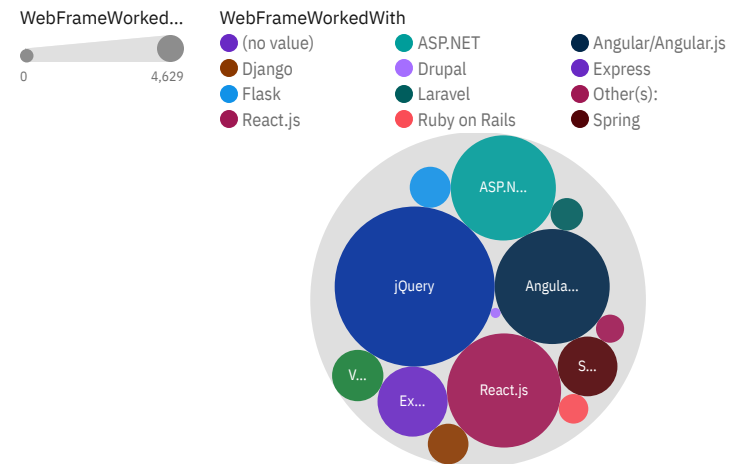 WebFrameWorked...
0
4,629
WebFrameWorkedWith
(no value)
ASP.NET
Angular/Angular.js
Django
Drupal
Express
Flask
Laravel
Other(s):
React.js
Ruby on Rails
Spring
ASP.N...
jQuery
Angula...
V...
S...
React.js
Ex...